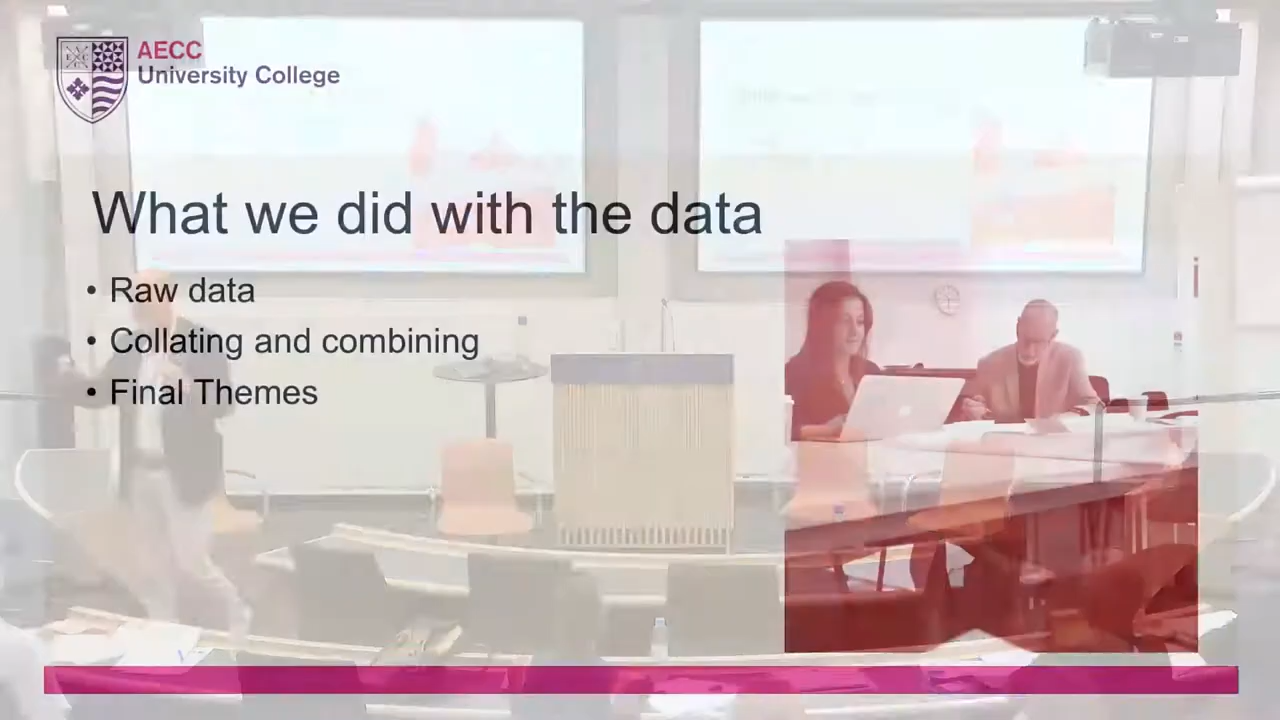 AECC
University College
What we did with the data
• Raw data
• Collating and combining
• Final Themes